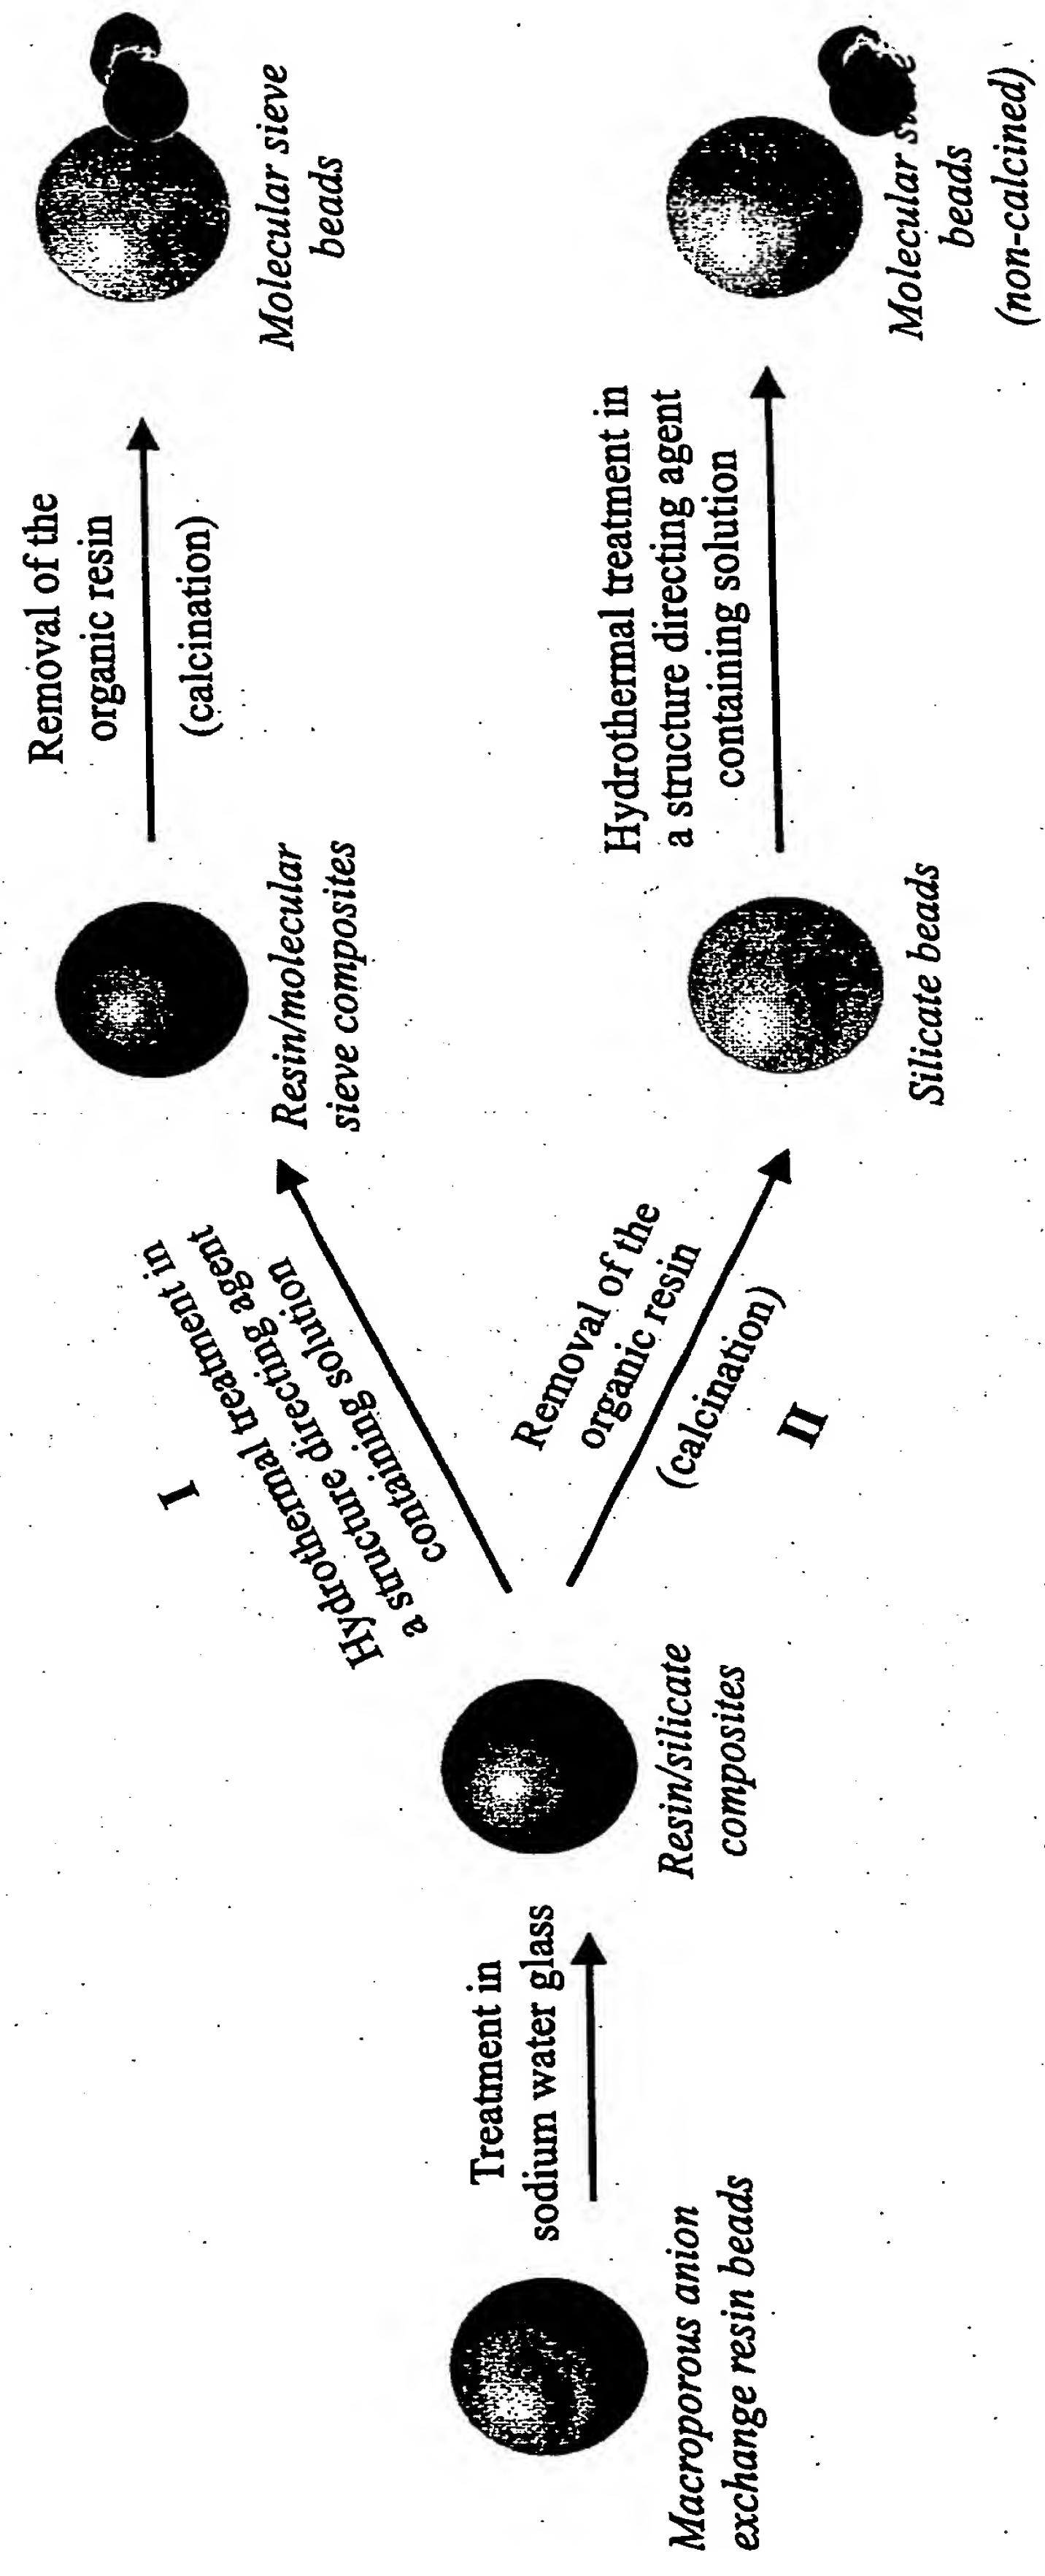 Macroporous anion
exchange resin beads
Treatment in
sodium water glass
Resin/silicate
composites
I
Hydrothermal treatment in
a structure directing agent
containing solution
Resin/molecular
sieve composites
Removal of the
organic resin
(calcination)
Molecular sieve
beads
Removal of the
organic resin
(calcination)
II
Silicate beads
Hydrothermal treatment in
a structure directing agent
containing solution
Molecular sieve
beads
(non-calcined)